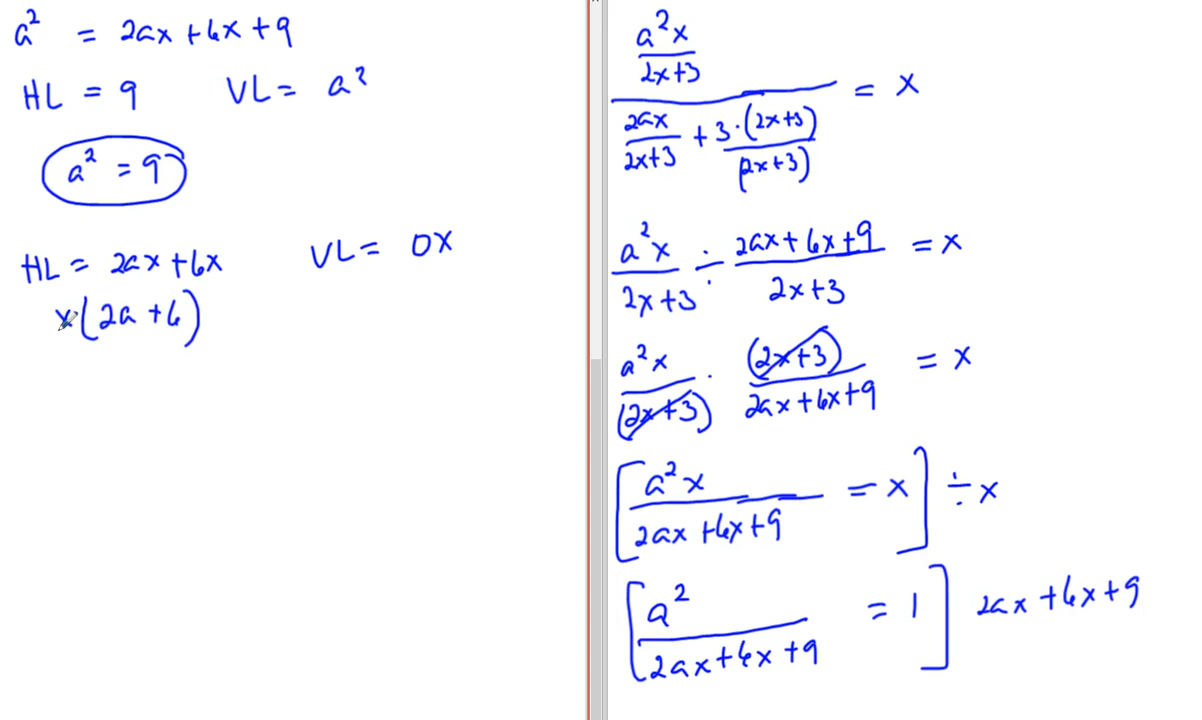 a² = 2ax + 6x + 9
HL = 9 VL = a²
a² = 9
HL = 2ax + 6x VL = 0x
x(2a + 6)
a²x
2x+3
= x
2ax + 3·(2x+3)
2x+3 (2x+3)
a²x ÷ 2ax + 6x + 9 = x
2x+3 2x+3
a²x · (2x+3) = x
(2x+3) 2ax+6x+9
[a²x = x] ÷ x
2ax + 6x + 9
[a² = 1] 2ax + 6x + 9
2ax + 6x + 9